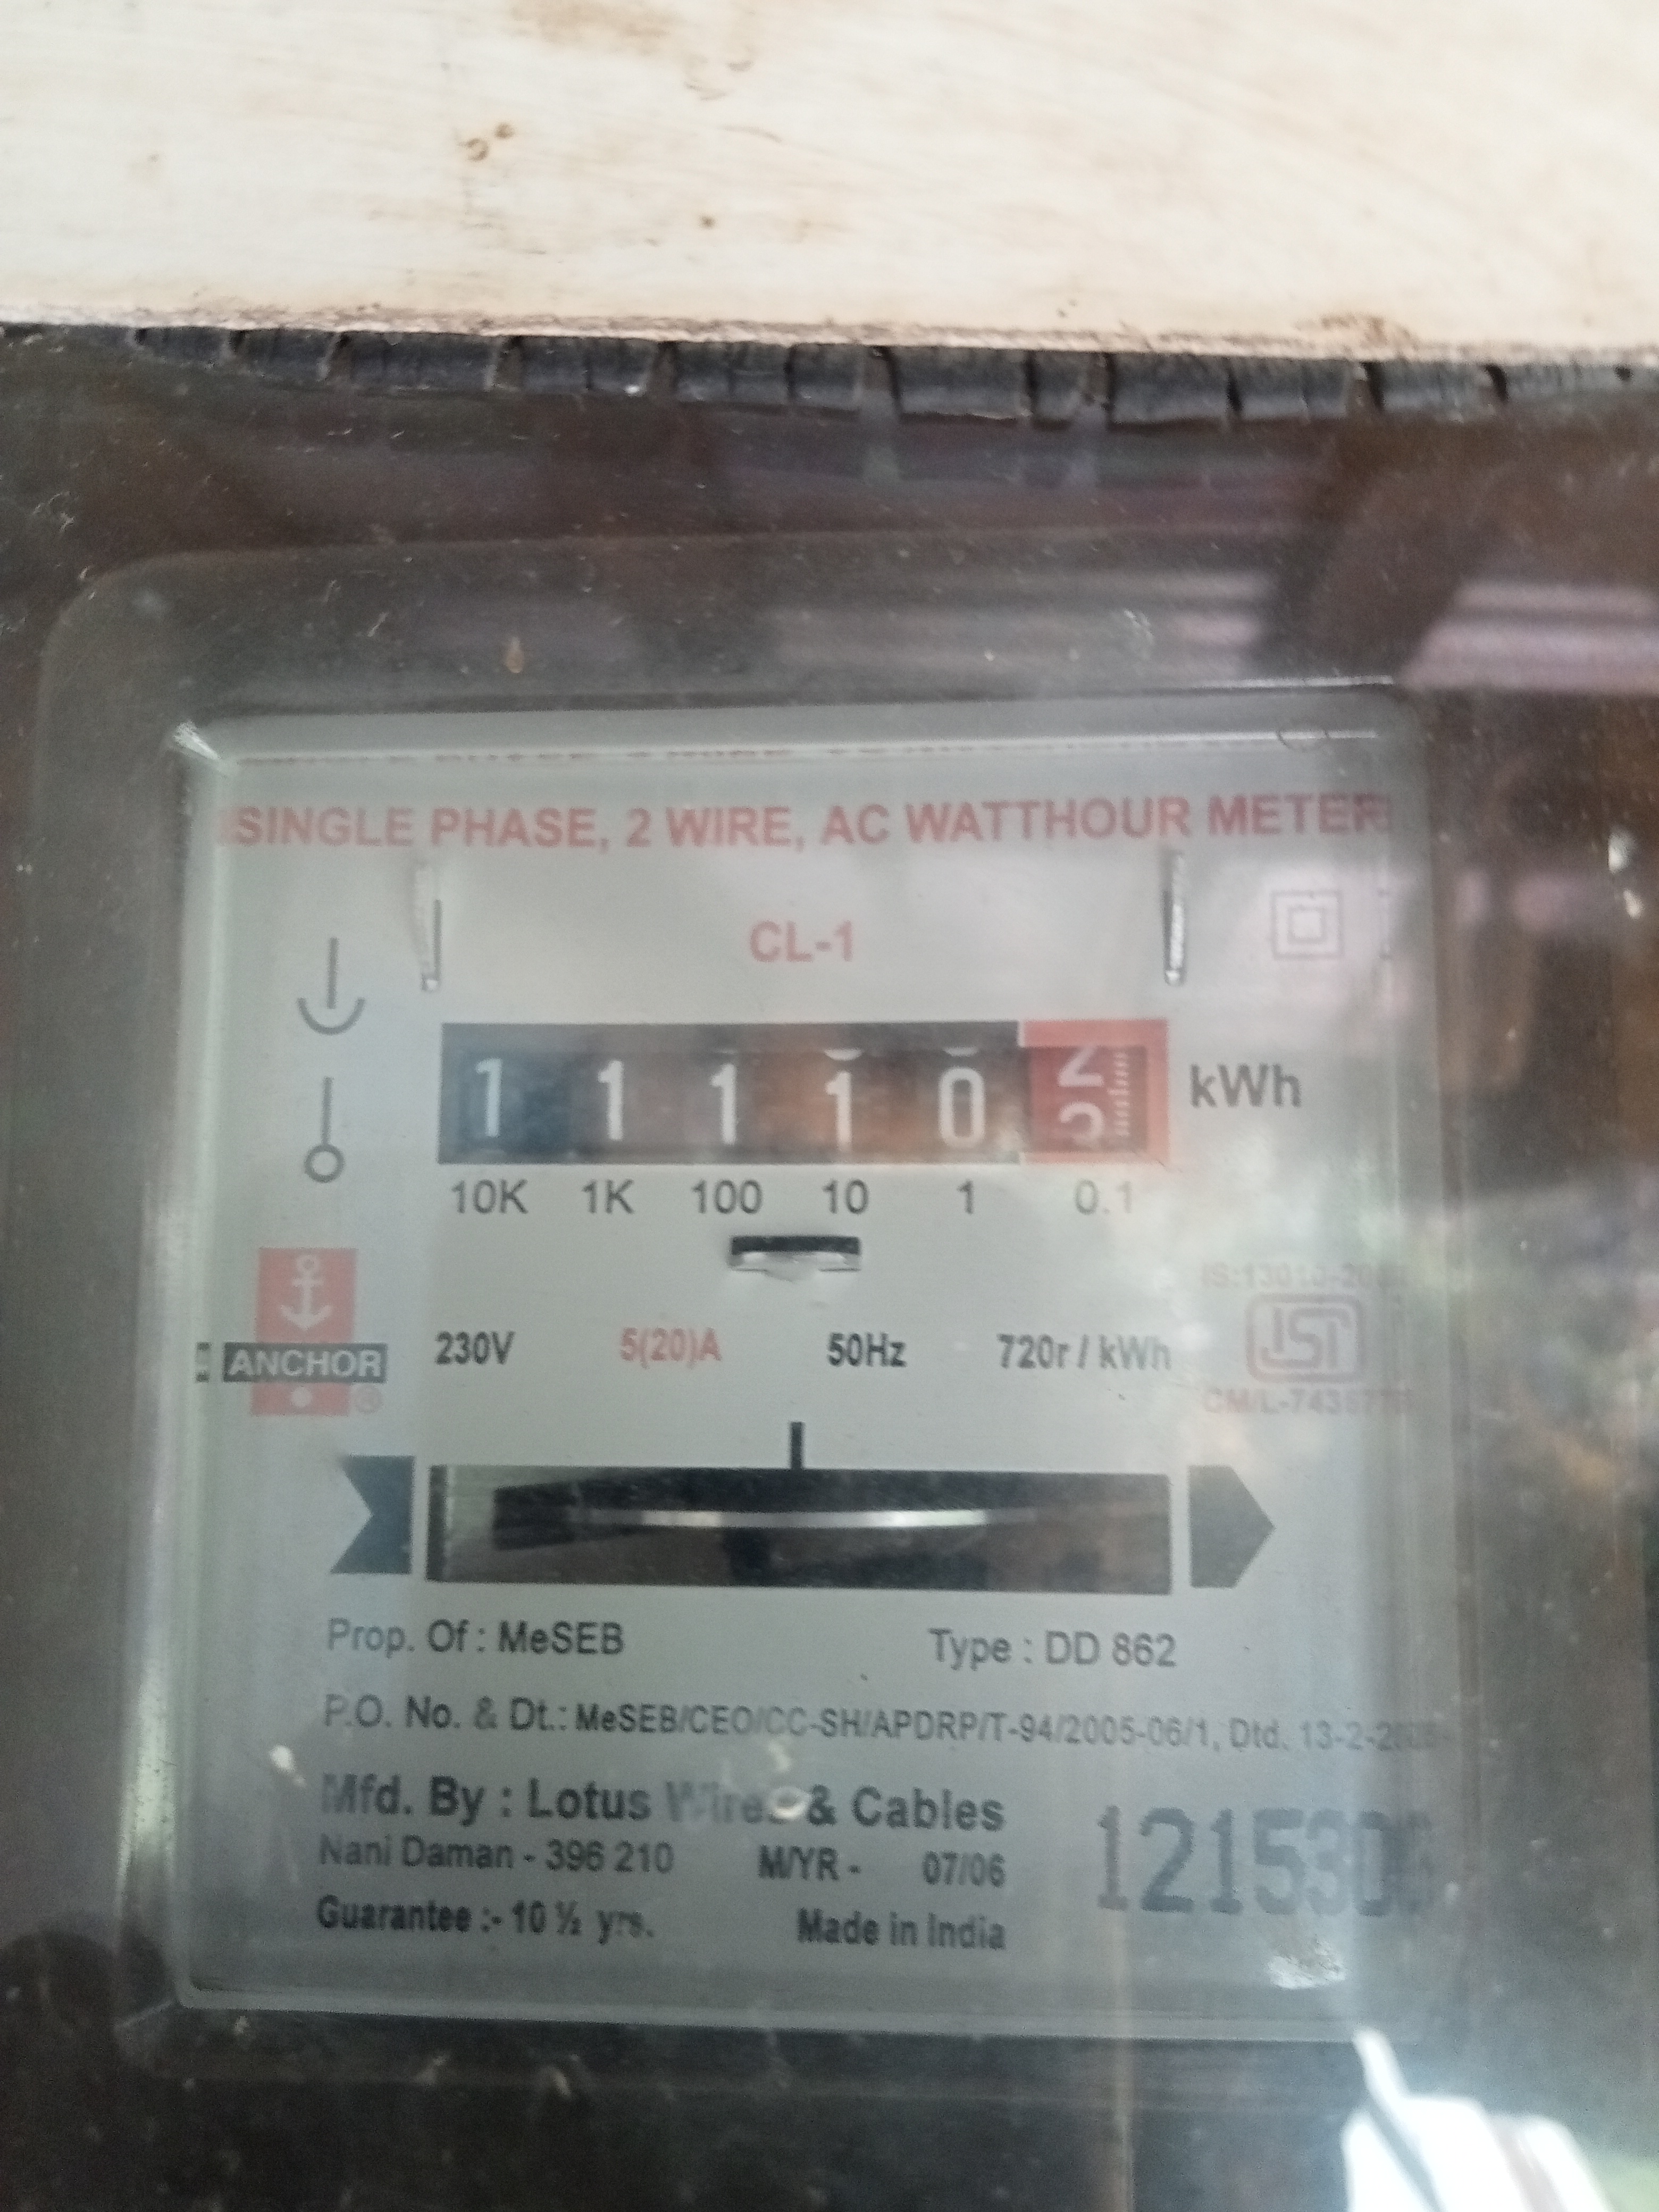 SINGLE PHASE, 2 WIRE, AC WATTHOUR METER
CL-1
1 1 1 1 0 2 kWh
10K 1K 100 10 1 0.1
ANCHOR ®
230V 5(20)A 50Hz 720r / kWh
ISI
Prop. Of : MeSEB Type : DD 862
P.O. No. & Dt.: MeSEB/CEO/CC-SH/APDRP/T-94/2005-06/1, Dtd.
Mfd. By : Lotus Wires & Cables
Nani Daman - 396 210 M/YR - 07/06
Guarantee :- 10 ½ yrs. Made in India